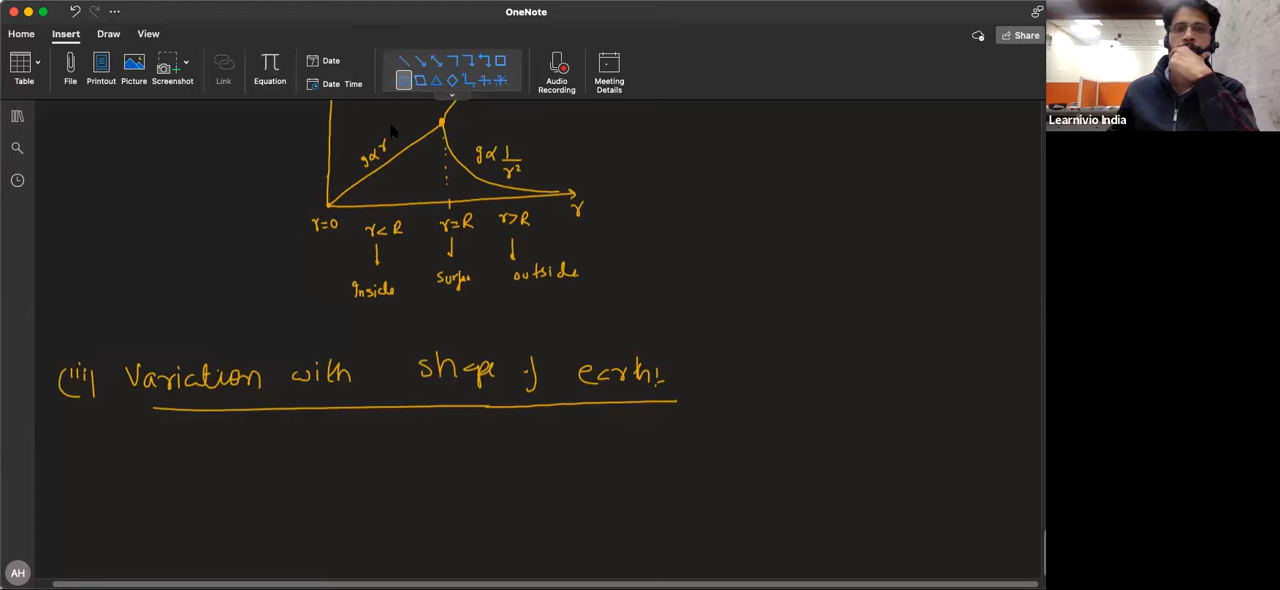 OneNote
Home Insert Draw View
Share
Table File Printout Picture Screenshot Link Equation Date Audio Recording Meeting Details
Date Time
Learnivio India
g∝r
g∝ 1/r²
r
r=0 r<R r=R r>R
Inside outside
(iii) Variation with shape of earth:
AH